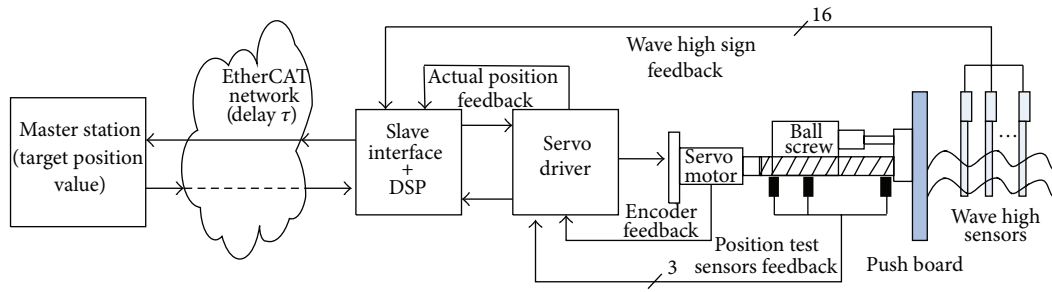 16
Wave high sign
feedback
EtherCAT
network
(delay τ)
Actual position
feedback
Master station
(target position
value)
Slave
interface
+
DSP
Servo
driver
Servo
motor
Ball
screw
...
Encoder
feedback
Position test
sensors feedback
3
Push board
Wave high
sensors